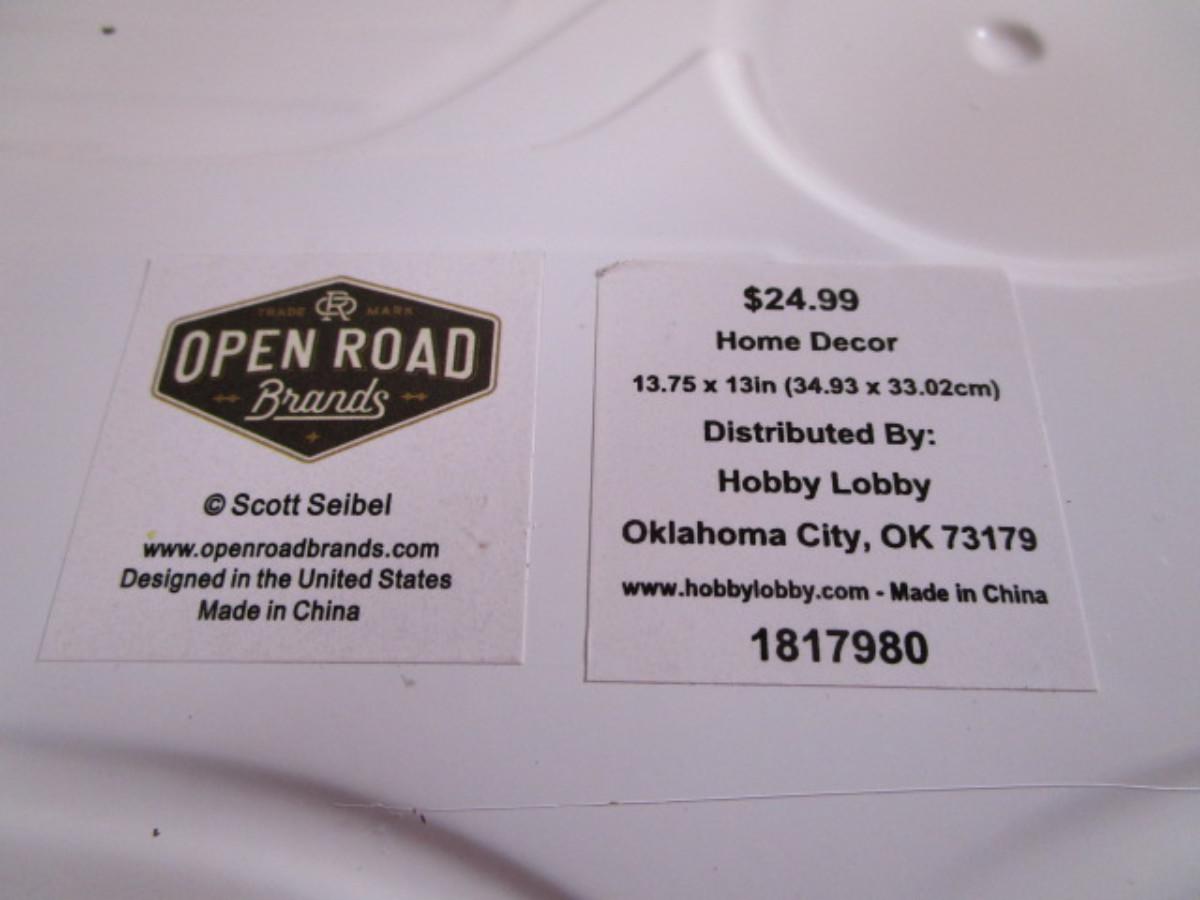 TRADE MARK
OPEN ROAD
Brands
© Scott Seibel
www.openroadbrands.com
Designed in the United States
Made in China
$24.99
Home Decor
13.75 x 13in (34.93 x 33.02cm)
Distributed By:
Hobby Lobby
Oklahoma City, OK 73179
www.hobbylobby.com - Made in China
1817980